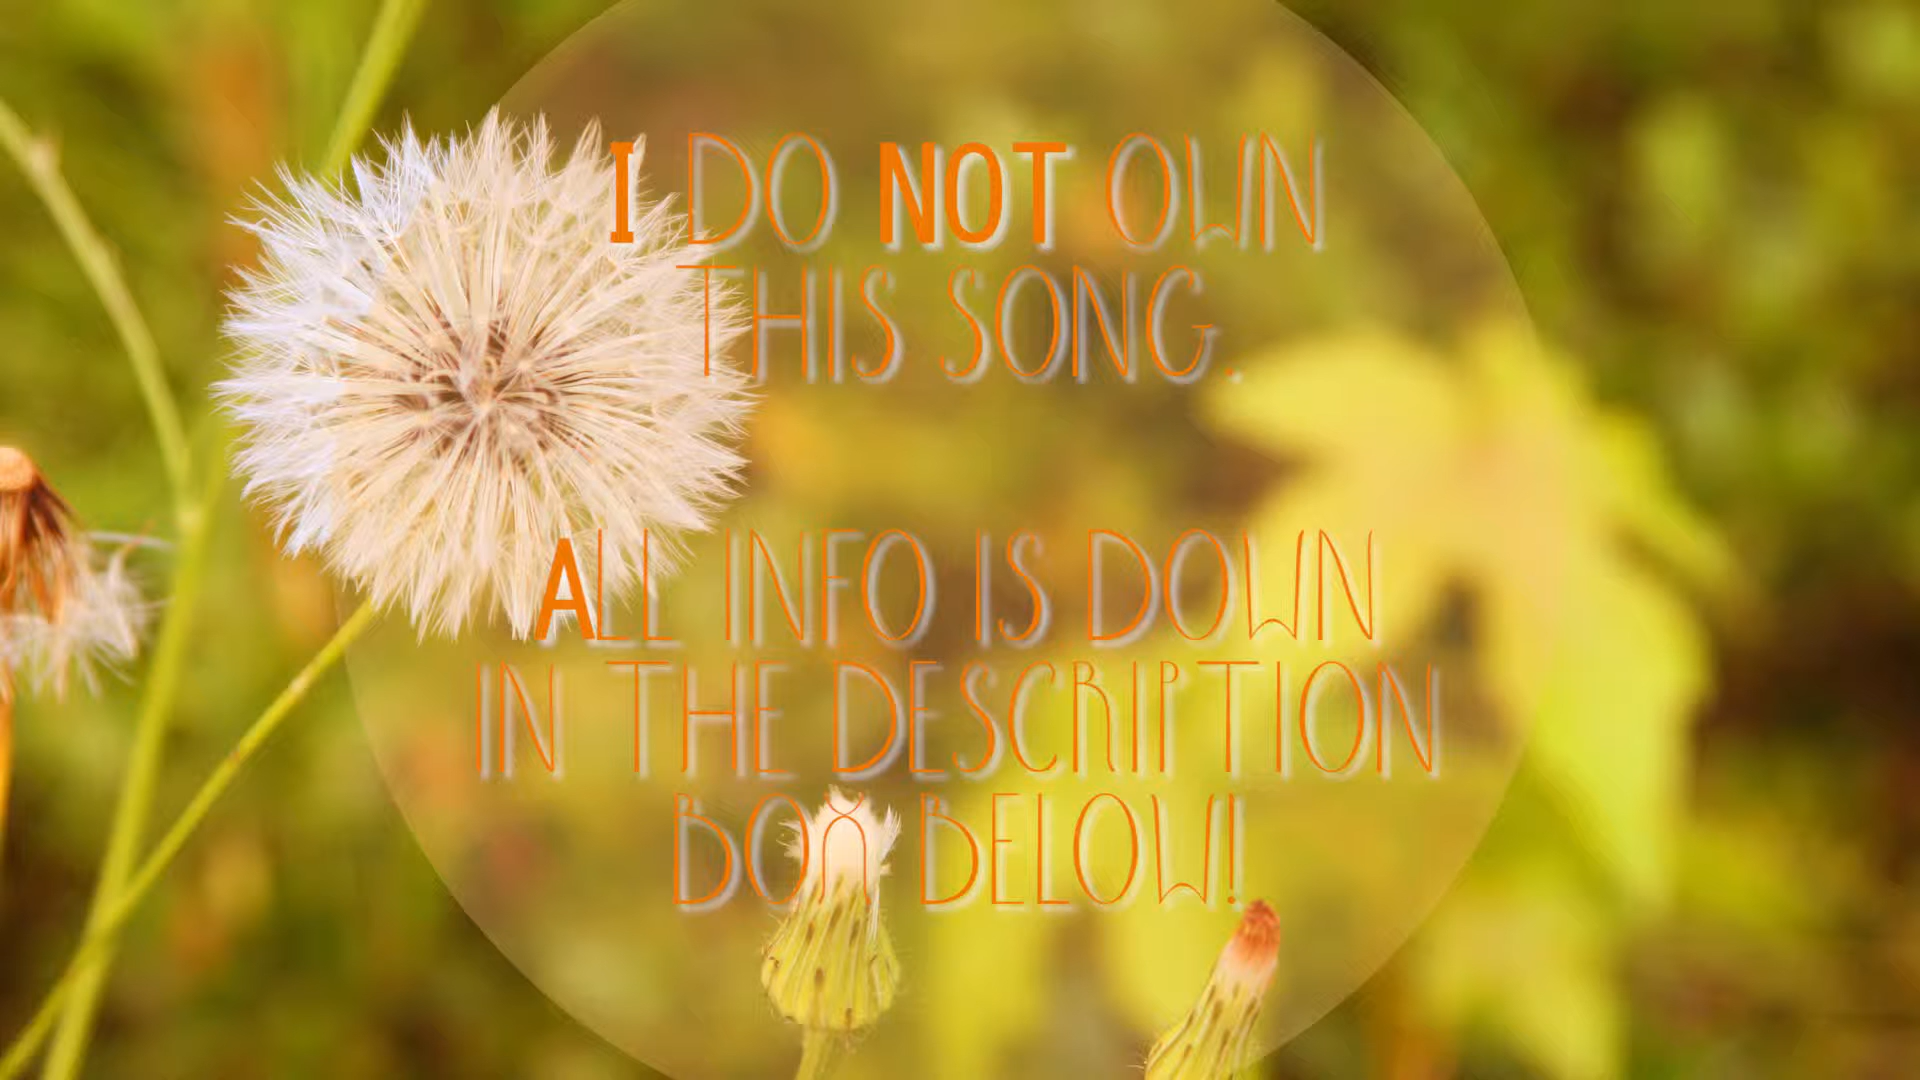 I DO NOT OWN
THIS SONG.
ALL INFO IS DOWN
IN THE DESCRIPTION
BOX BELOW!